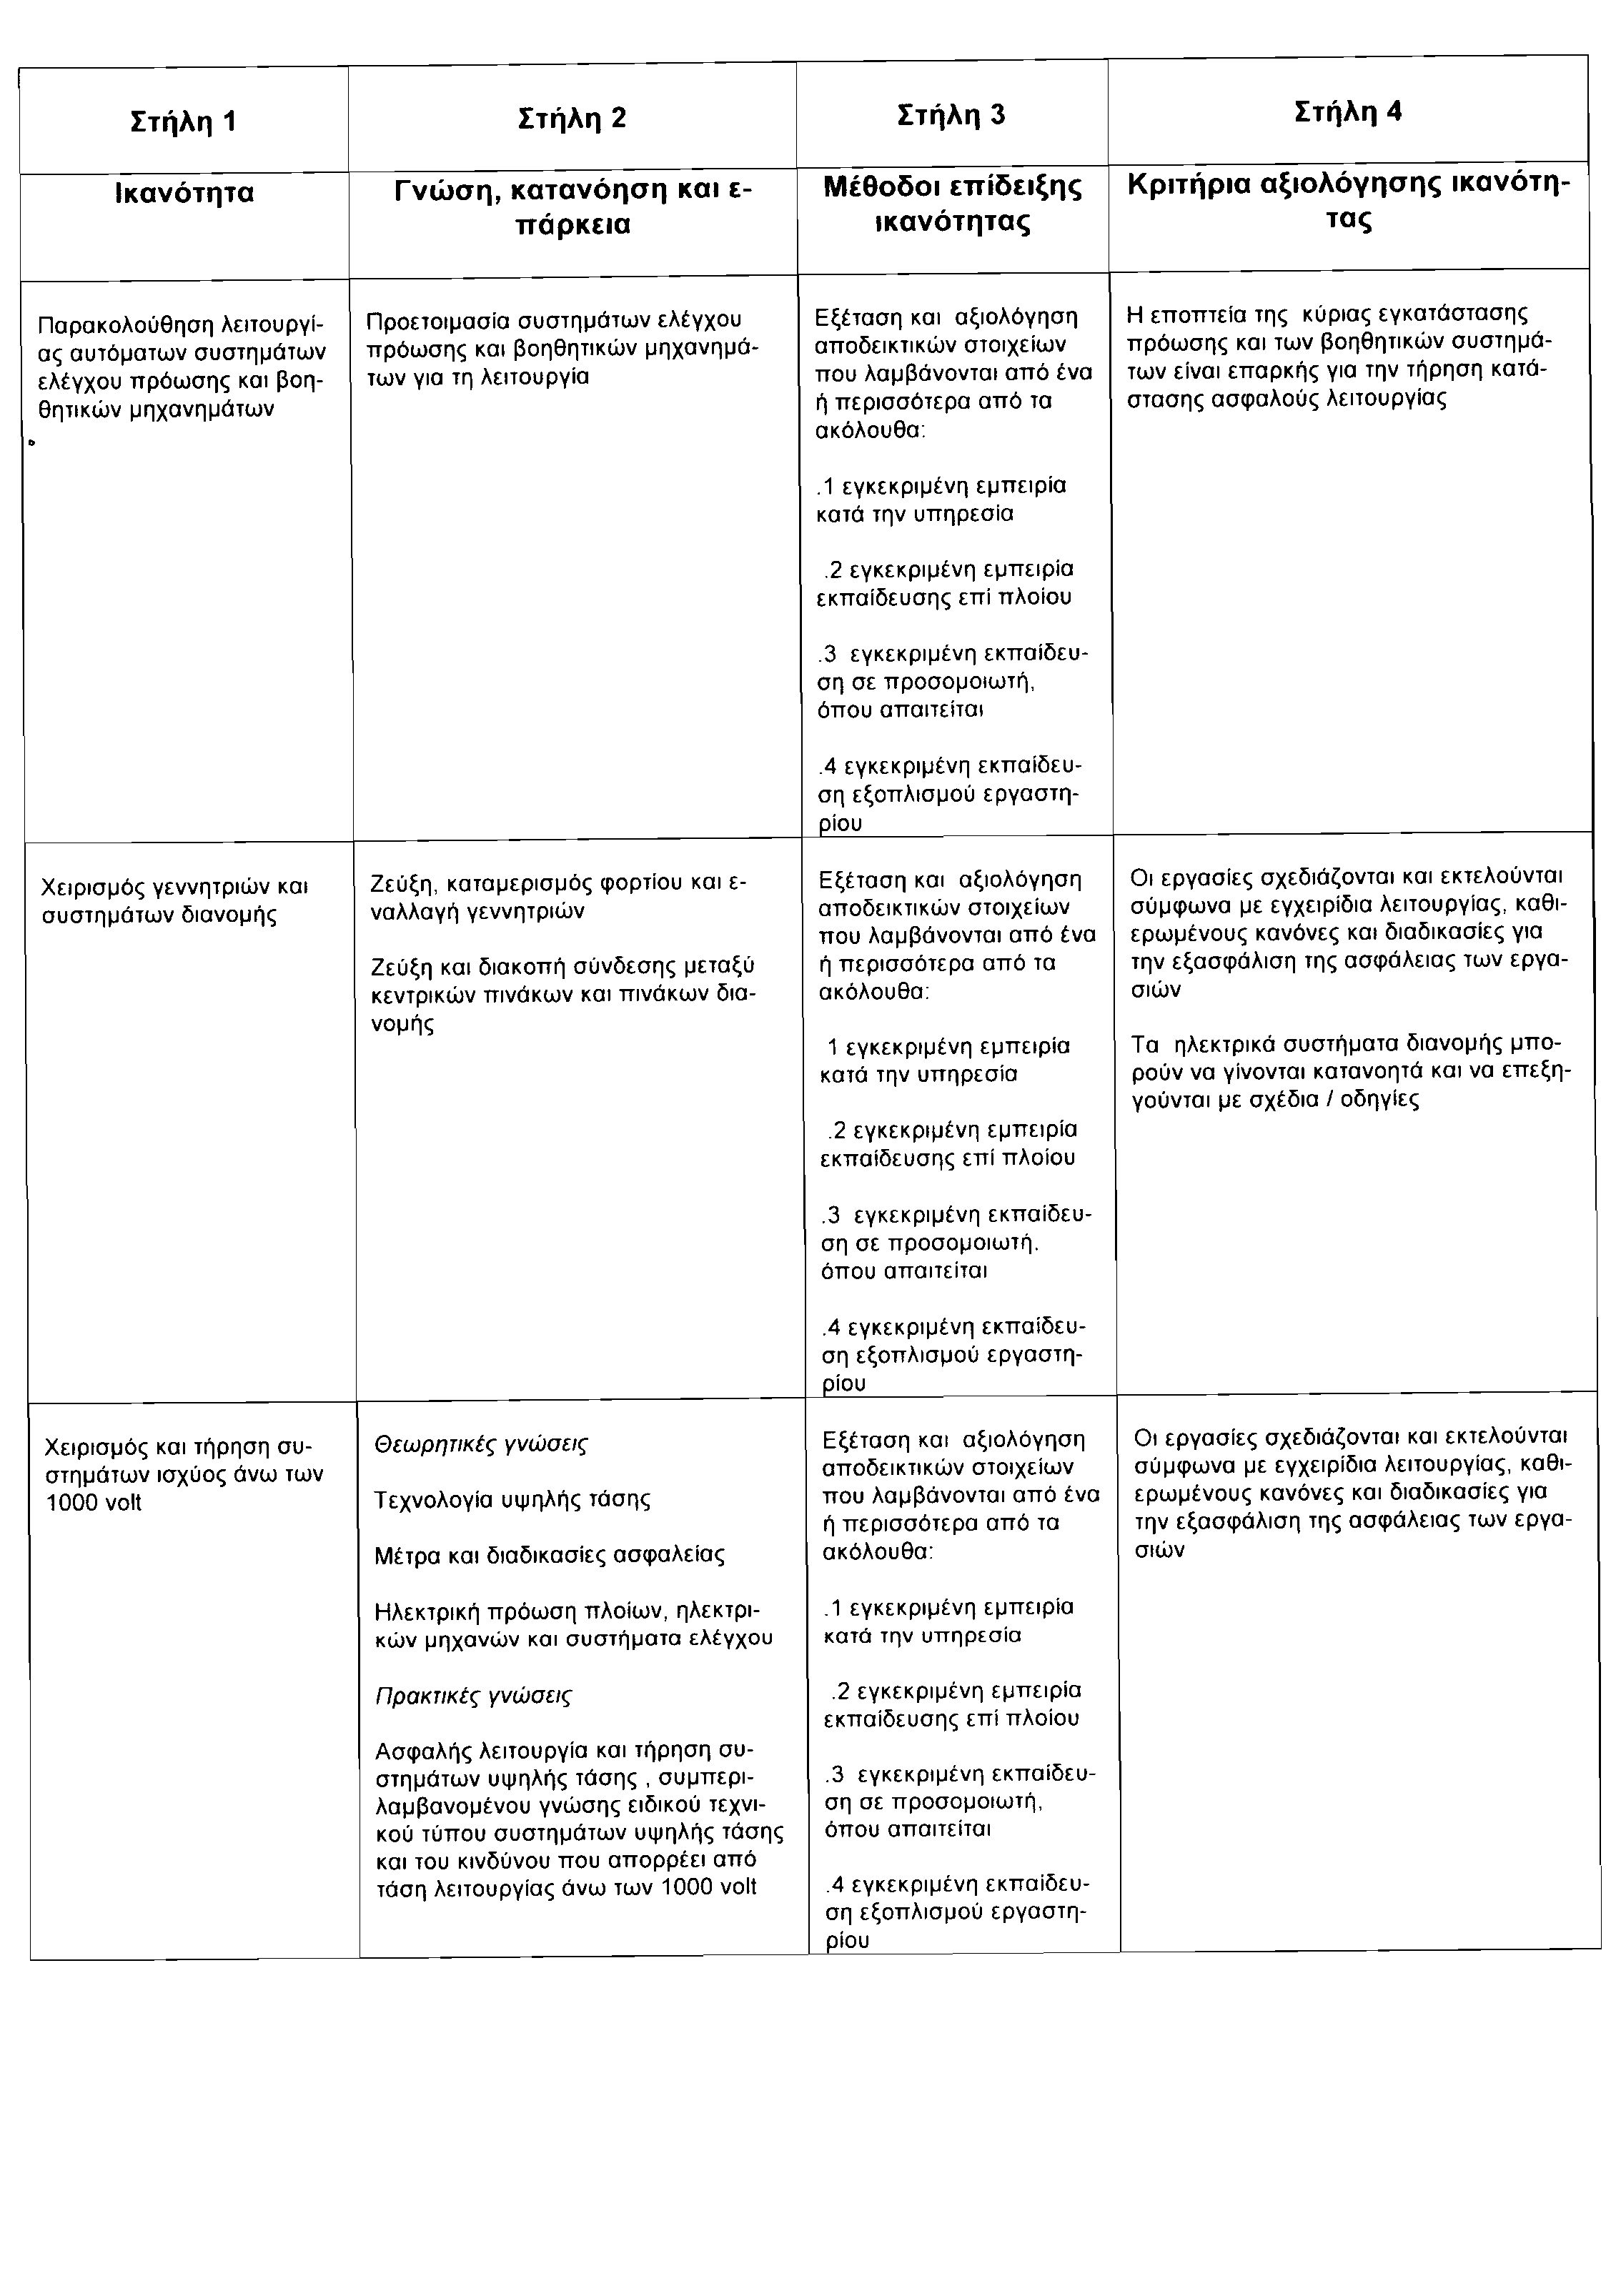 Στήλη 1
Στήλη 2
Στήλη 3
Στήλη 4
Ικανότητα
Γνώση, κατανόηση και ε-
πάρκεια
Μέθοδοι επίδειξης
ικανότητας
Κριτήρια αξιολόγησης ικανότη-
τας
Παρακολούθηση λειτουργί-
ας αυτόματων συστημάτων
ελέγχου πρόωσης και βοη-
θητικών μηχανημάτων
Προετοιμασία συστημάτων ελέγχου
πρόωσης και βοηθητικών μηχανημά-
των για τη λειτουργία
Εξέταση και αξιολόγηση
αποδεικτικών στοιχείων
που λαμβάνονται από ένα
ή περισσότερα από τα
ακόλουθα:
.1 εγκεκριμένη εμπειρία
κατά την υπηρεσία
.2 εγκεκριμένη εμπειρία
εκπαίδευσης επί πλοίου
.3 εγκεκριμένη εκπαίδευ-
ση σε προσομοιωτή,
όπου απαιτείται
.4 εγκεκριμένη εκπαίδευ-
ση εξοπλισμού εργαστη-
ρίου
Η εποπτεία της κύριας εγκατάστασης
πρόωσης και των βοηθητικών συστημά-
των είναι επαρκής για την τήρηση κατά-
στασης ασφαλούς λειτουργίας
Χειρισμός γεννητριών και
συστημάτων διανομής
Ζεύξη, καταμερισμός φορτίου και ε-
ναλλαγή γεννητριών
Ζεύξη και διακοπή σύνδεσης μεταξύ
κεντρικών πινάκων και πινάκων δια-
νομής
Εξέταση και αξιολόγηση
αποδεικτικών στοιχείων
που λαμβάνονται από ένα
ή περισσότερα από τα
ακόλουθα:
1 εγκεκριμένη εμπειρία
κατά την υπηρεσία
.2 εγκεκριμένη εμπειρία
εκπαίδευσης επί πλοίου
.3 εγκεκριμένη εκπαίδευ-
ση σε προσομοιωτή.
όπου απαιτείται
.4 εγκεκριμένη εκπαίδευ-
ση εξοπλισμού εργαστη-
ρίου
Οι εργασίες σχεδιάζονται και εκτελούνται
σύμφωνα με εγχειρίδια λειτουργίας, καθι-
ερωμένους κανόνες και διαδικασίες για
την εξασφάλιση της ασφάλειας των εργα-
σιών
Τα ηλεκτρικά συστήματα διανομής μπο-
ρούν να γίνονται κατανοητά και να επεξη-
γούνται με σχέδια / οδηγίες
Χειρισμός και τήρηση συ-
στημάτων ισχύος άνω των
1000 volt
Θεωρητικές γνώσεις
Τεχνολογία υψηλής τάσης
Μέτρα και διαδικασίες ασφαλείας
Ηλεκτρική πρόωση πλοίων, ηλεκτρι-
κών μηχανών και συστήματα ελέγχου
Πρακτικές γνώσεις
Ασφαλής λειτουργία και τήρηση συ-
στημάτων υψηλής τάσης , συμπερι-
λαμβανομένου γνώσης ειδικού τεχνι-
κού τύπου συστημάτων υψηλής τάσης
και του κινδύνου που απορρέει από
τάση λειτουργίας άνω των 1000 volt
Εξέταση και αξιολόγηση
αποδεικτικών στοιχείων
που λαμβάνονται από ένα
ή περισσότερα από τα
ακόλουθα:
.1 εγκεκριμένη εμπειρία
κατά την υπηρεσία
.2 εγκεκριμένη εμπειρία
εκπαίδευσης επί πλοίου
.3 εγκεκριμένη εκπαίδευ-
ση σε προσομοιωτή,
όπου απαιτείται
.4 εγκεκριμένη εκπαίδευ-
ση εξοπλισμού εργαστη-
ρίου
Οι εργασίες σχεδιάζονται και εκτελούνται
σύμφωνα με εγχειρίδια λειτουργίας, καθι-
ερωμένους κανόνες και διαδικασίες για
την εξασφάλιση της ασφάλειας των εργα-
σιών